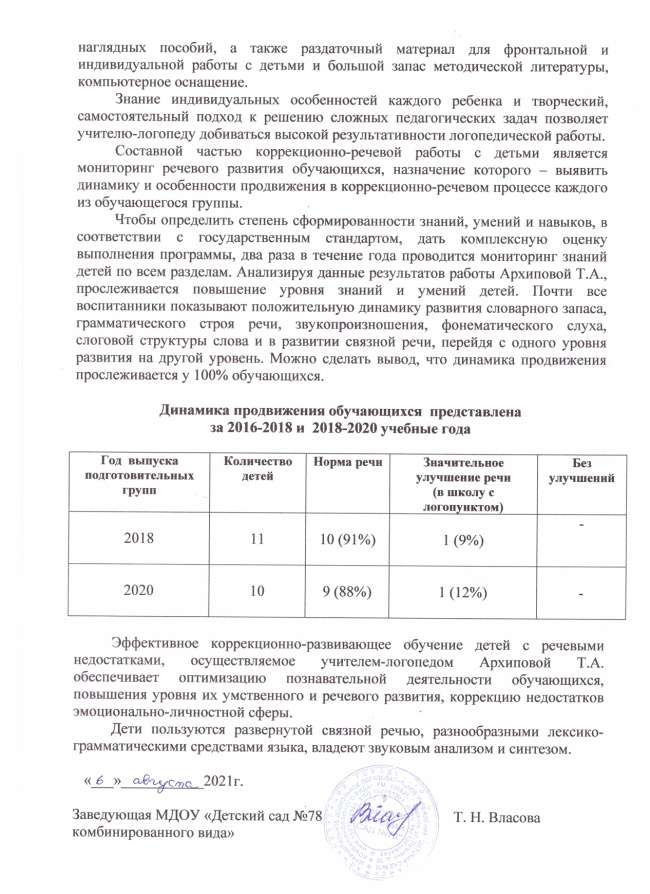 наглядных пособий, а также раздаточный материал для фронтальной и
индивидуальной работы с детьми и большой запас методической литературы,
компьютерное оснащение.
Знание индивидуальных особенностей каждого ребенка и творческий,
самостоятельный подход к решению сложных педагогических задач позволяет
учителю-логопеду добиваться высокой результативности логопедической работы.
Составной частью коррекционно-речевой работы с детьми является
мониторинг речевого развития обучающихся, назначение которого – выявить
динамику и особенности продвижения в коррекционно-речевом процессе каждого
из обучающегося группы.
Чтобы определить степень сформированности знаний, умений и навыков, в
соответствии с государственным стандартом, дать комплексную оценку
выполнения программы, два раза в течение года проводится мониторинг знаний
детей по всем разделам. Анализируя данные результатов работы Архиповой Т.А.,
прослеживается повышение уровня знаний и умений детей. Почти все
воспитанники показывают положительную динамику развития словарного запаса,
грамматического строя речи, звукопроизношения, фонематического слуха,
слоговой структуры слова и в развитии связной речи, перейдя с одного уровня
развития на другой уровень. Можно сделать вывод, что динамика продвижения
прослеживается у 100% обучающихся.
Динамика продвижения обучающихся представлена
за 2016-2018 и 2018-2020 учебные года
Год выпуска
подготовительных
групп
Количество
детей
Норма речи
Значительное
улучшение речи
(в школу с
логопунктом)
Без
улучшений
2018 11 10 (91%) 1 (9%) -
2020 10 9 (88%) 1 (12%) -
Эффективное коррекционно-развивающее обучение детей с речевыми
недостатками, осуществляемое учителем-логопедом Архиповой Т.А.
обеспечивает оптимизацию познавательной деятельности обучающихся,
повышения уровня их умственного и речевого развития, коррекцию недостатков
эмоционально-личностной сферы.
Дети пользуются развернутой связной речью, разнообразными лексико-
грамматическими средствами языка, владеют звуковым анализом и синтезом.
«6» августа 2021г.
Заведующая МДОУ «Детский сад №78 Т. Н. Власова
комбинированного вида»